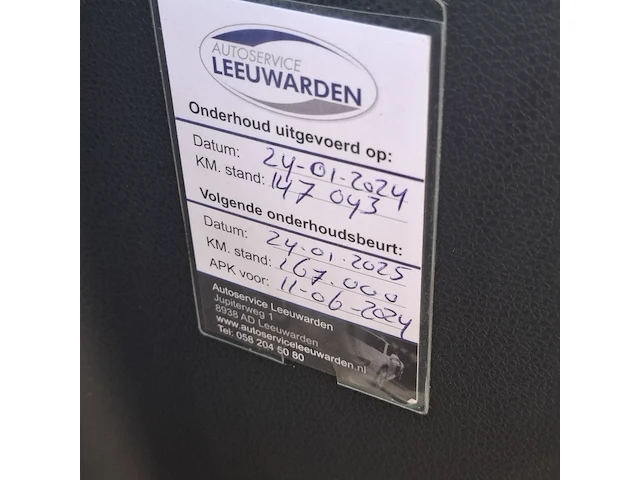 AUTOSERVICE
LEEUWARDEN
Onderhoud uitgevoerd op:
Datum: 24-01-2024
KM. stand: 147 043
Volgende onderhoudsbeurt:
Datum: 24-01-2025
KM. stand: 167.000
APK voor: 11-06-2024
Autoservice Leeuwarden
Jupiterweg 1
8938 AD Leeuwarden
www.autoserviceleeuwarden.nl
Tel: 058 204 60 80